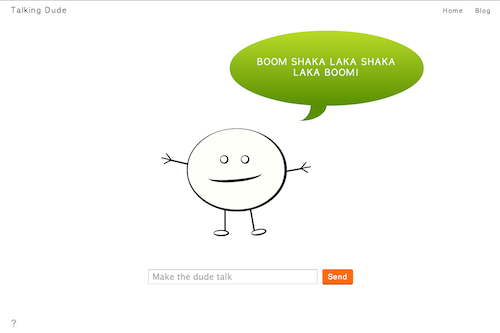 Talking Dude
Home Blog
BOOM SHAKA LAKA SHAKA
LAKA BOOM!
Make the dude talk
Send
?